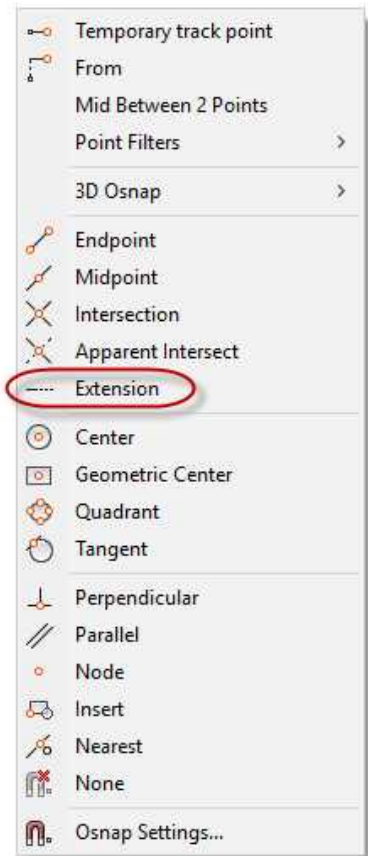 Temporary track point
From
Mid Between 2 Points
Point Filters
3D Osnap
Endpoint
Midpoint
Intersection
Apparent Intersect
Extension
Center
Geometric Center
Quadrant
Tangent
Perpendicular
Parallel
Node
Insert
Nearest
None
Osnap Settings...